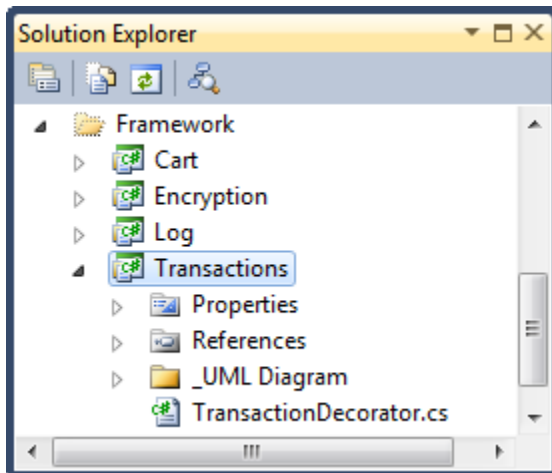 Solution Explorer
Framework
C# Cart
C# Encryption
C# Log
C# Transactions
Properties
References
_UML Diagram
TransactionDecorator.cs